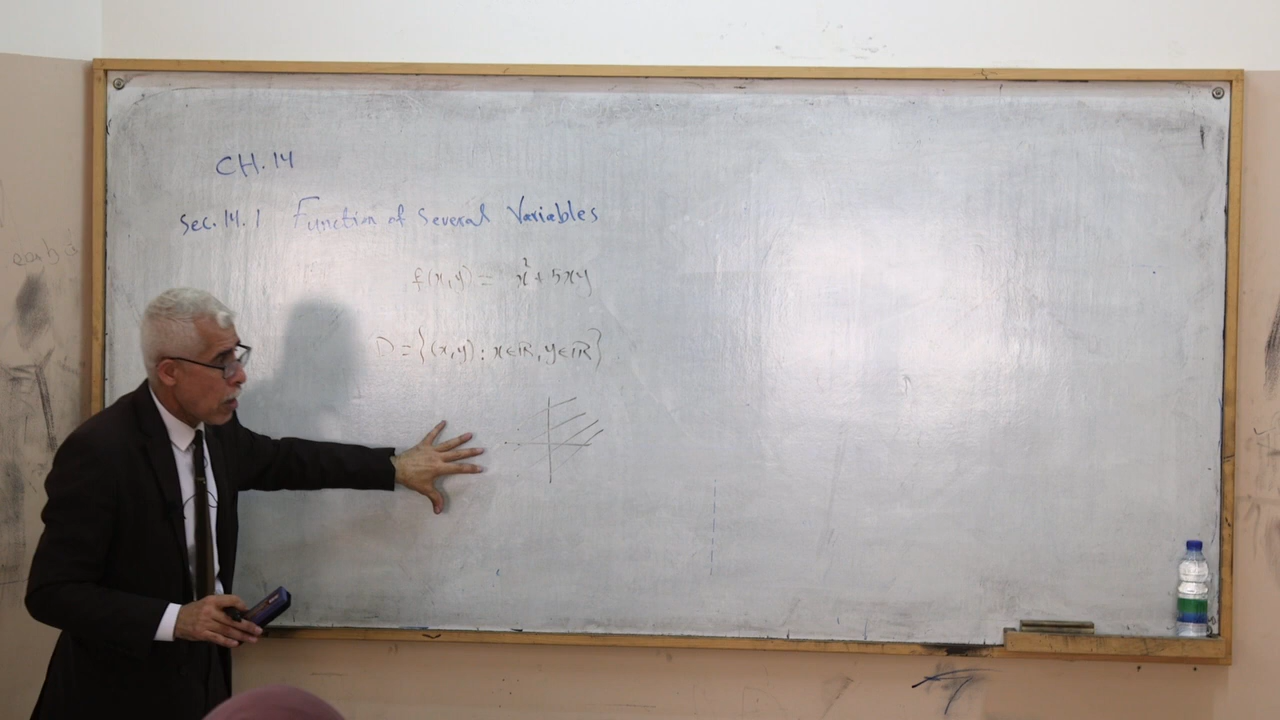 CH.14
Sec. 14.1 Function of Several Variables
f(x,y) = x² + 5xy
D = {(x,y) : x∈ℝ, y∈ℝ}